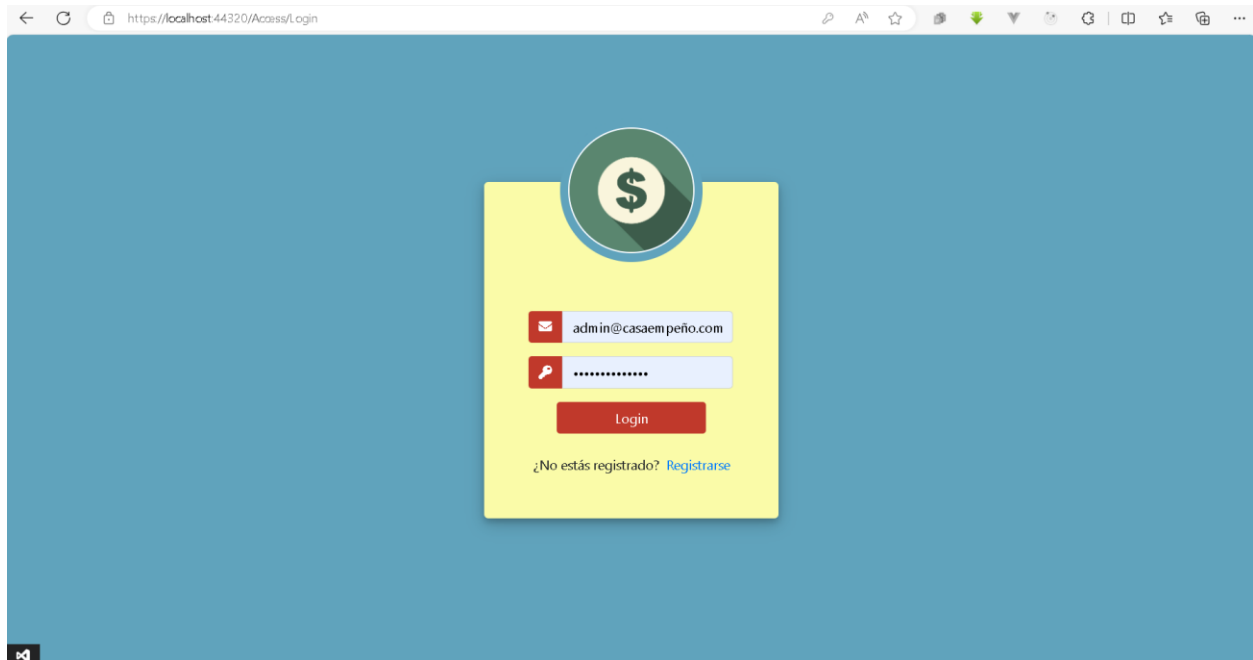 https://localhost:44320/Access/Login
$
admin@casaempeño.com
••••••••••••••
Login
¿No estás registrado? Registrarse